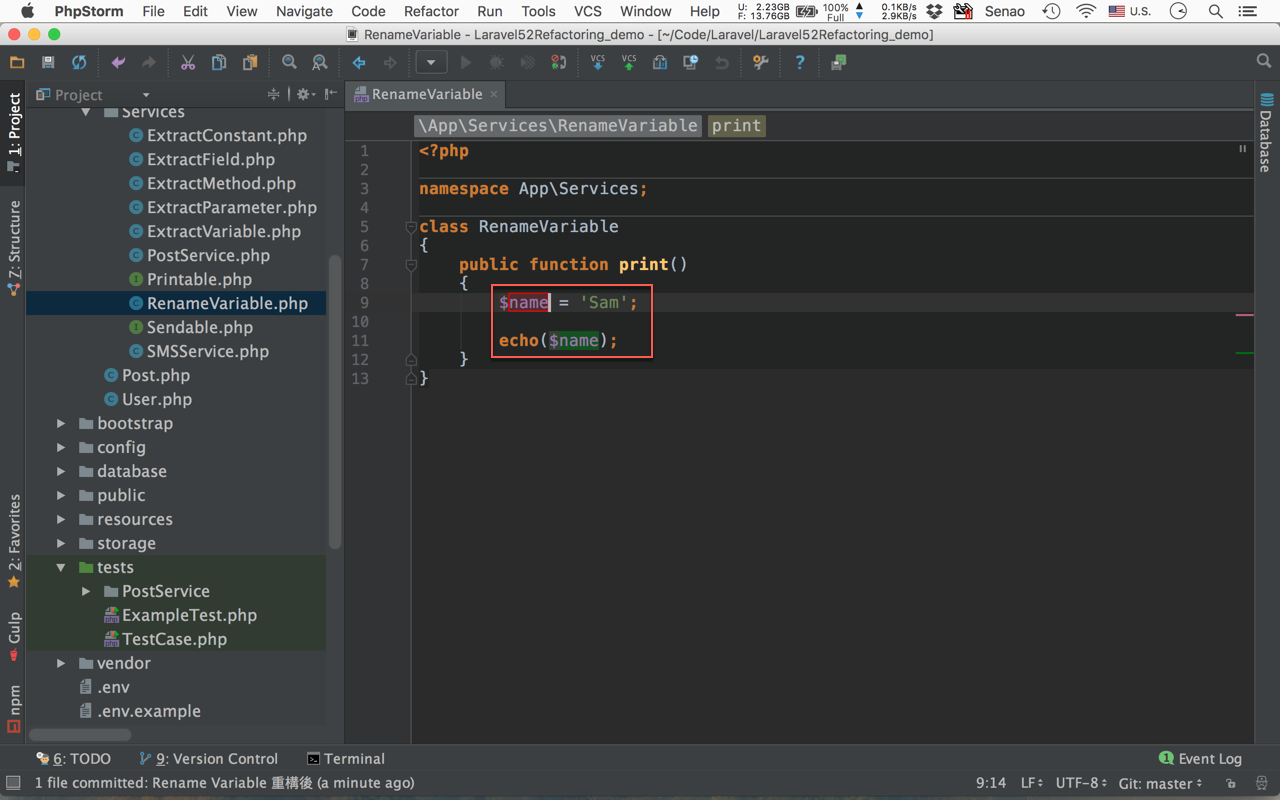 PhpStorm File Edit View Navigate Code Refactor Run Tools VCS Window Help U: 2.23GB F: 13.76GB 100% Full 0.1KB/s 2.9KB/s Senao U.S.
RenameVariable - Laravel52Refactoring_demo - [~/Code/Laravel/Laravel52Refactoring_demo]
VCS VCS ?
1: Project
7: Structure
2: Favorites
Gulp
npm
Project
Services
ExtractConstant.php
ExtractField.php
ExtractMethod.php
ExtractParameter.php
ExtractVariable.php
PostService.php
Printable.php
RenameVariable.php
Sendable.php
SMSService.php
Post.php
User.php
bootstrap
config
database
public
resources
storage
tests
PostService
ExampleTest.php
TestCase.php
vendor
.env
.env.example
RenameVariable
\App\Services\RenameVariable print
1 <?php
2
3 namespace App\Services;
4
5 class RenameVariable
6 {
7 public function print()
8 {
9 $name = 'Sam';
10
11 echo($name);
12 }
13 }
Database
6: TODO 9: Version Control Terminal 1 Event Log
1 file committed: Rename Variable 重構後 (a minute ago) 9:14 LF UTF-8 Git: master